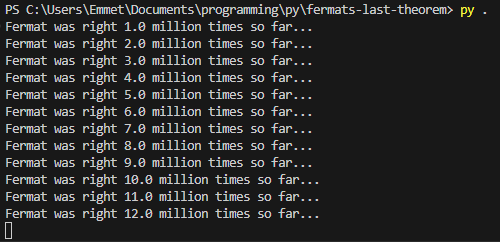 PS C:\Users\Emmet\Documents\programming\py\fermats-last-theorem> py .
Fermat was right 1.0 million times so far...
Fermat was right 2.0 million times so far...
Fermat was right 3.0 million times so far...
Fermat was right 4.0 million times so far...
Fermat was right 5.0 million times so far...
Fermat was right 6.0 million times so far...
Fermat was right 7.0 million times so far...
Fermat was right 8.0 million times so far...
Fermat was right 9.0 million times so far...
Fermat was right 10.0 million times so far...
Fermat was right 11.0 million times so far...
Fermat was right 12.0 million times so far...